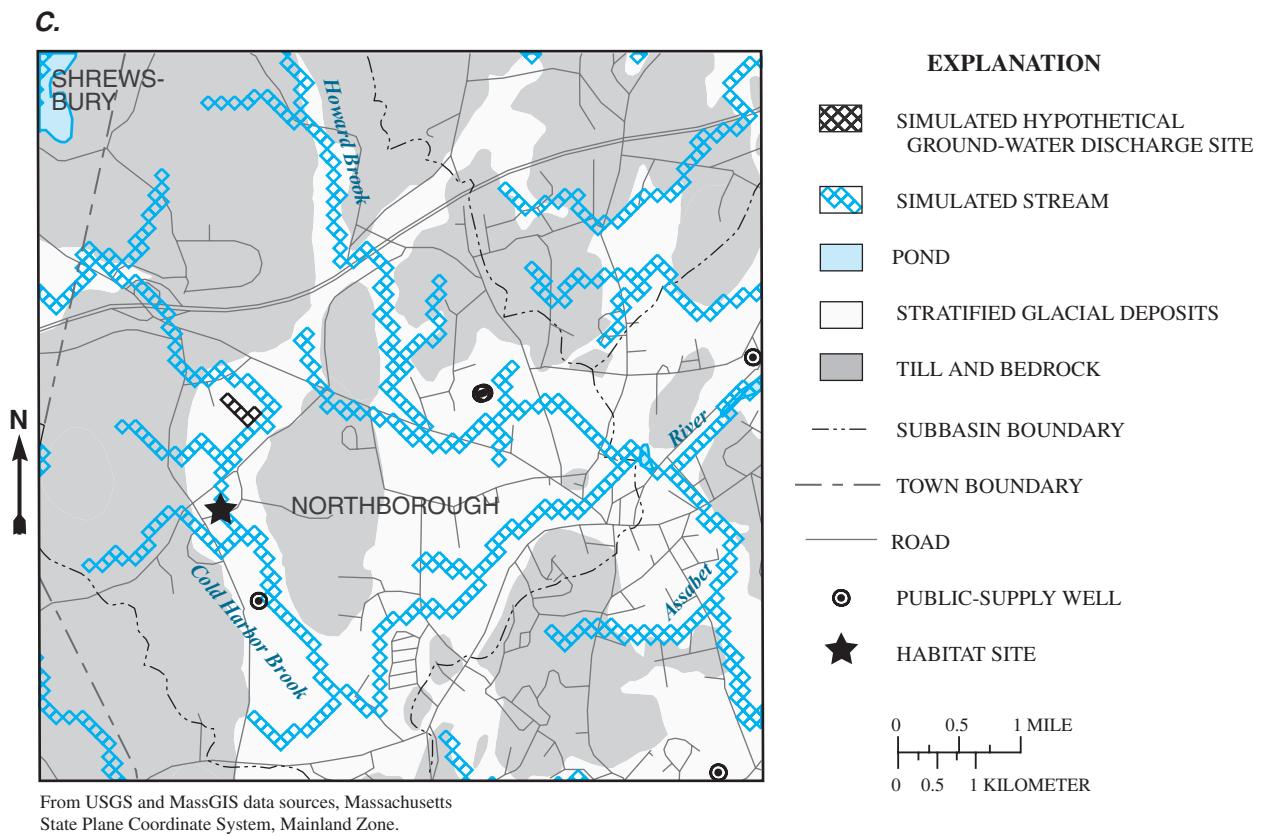 C.
SHREWS-
BURY
Howard Brook
River
NORTHBOROUGH
Assabet
Cold Harbor Brook
N
EXPLANATION
SIMULATED HYPOTHETICAL
GROUND-WATER DISCHARGE SITE
SIMULATED STREAM
POND
STRATIFIED GLACIAL DEPOSITS
TILL AND BEDROCK
SUBBASIN BOUNDARY
TOWN BOUNDARY
ROAD
PUBLIC-SUPPLY WELL
HABITAT SITE
0 0.5 1 MILE
0 0.5 1 KILOMETER
From USGS and MassGIS data sources, Massachusetts
State Plane Coordinate System, Mainland Zone.